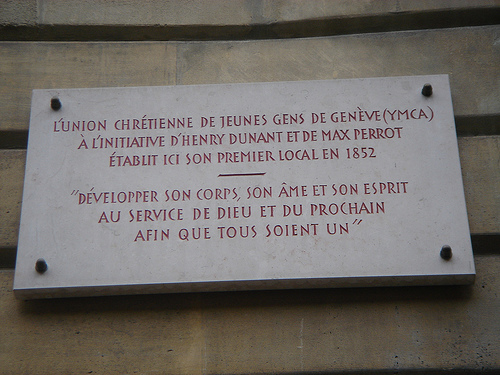 L'UNION CHRÉTIENNE DE JEUNES GENS DE GENÈVE (YMCA)
À L'INITIATIVE D'HENRY DUNANT ET DE MAX PERROT
ÉTABLIT ICI SON PREMIER LOCAL EN 1852
"DÉVELOPPER SON CORPS, SON ÂME ET SON ESPRIT
AU SERVICE DE DIEU ET DU PROCHAIN
AFIN QUE TOUS SOIENT UN"